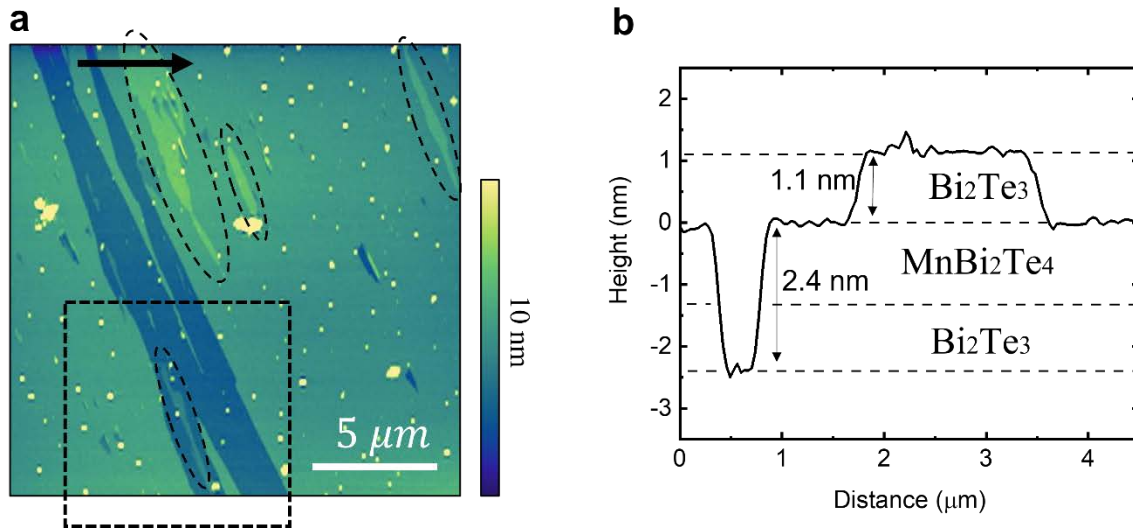 a
5 μm
10 nm
b
Height (nm)
2
1
0
-1
-2
-3
1.1 nm
2.4 nm
Bi₂Te₃
MnBi₂Te₄
Bi₂Te₃
0
1
2
3
4
Distance (μm)